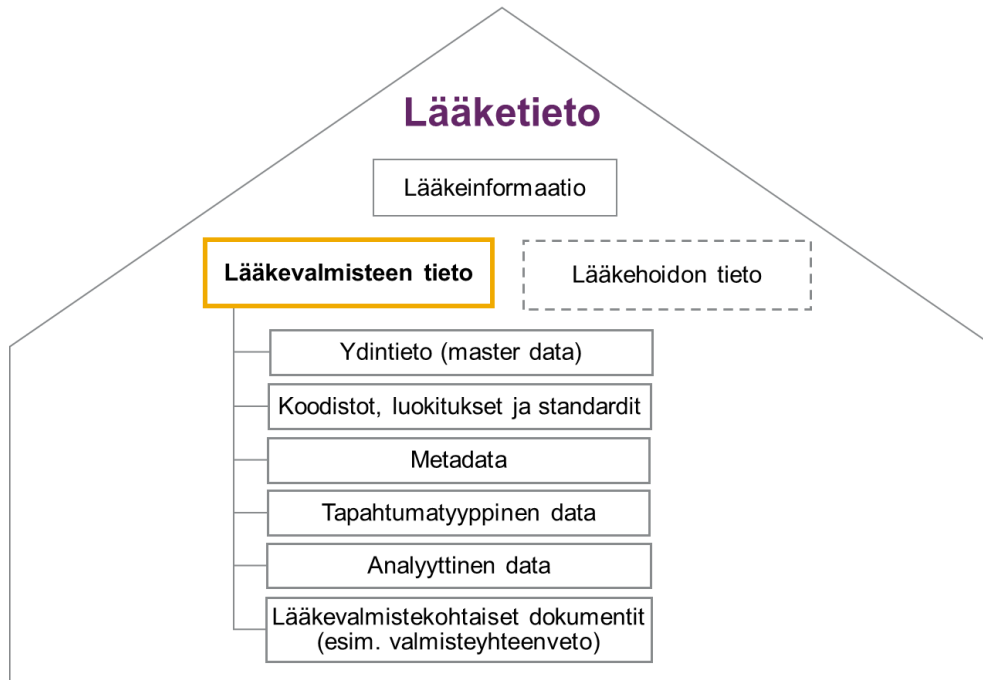 Lääketieto
Lääkeinformaatio
Lääkevalmisteen tieto
Lääkehoidon tieto
Ydintieto (master data)
Koodistot, luokitukset ja standardit
Metadata
Tapahtumatyyppinen data
Analyyttinen data
Lääkevalmistekohtaiset dokumentit
(esim. valmisteyhteenveto)